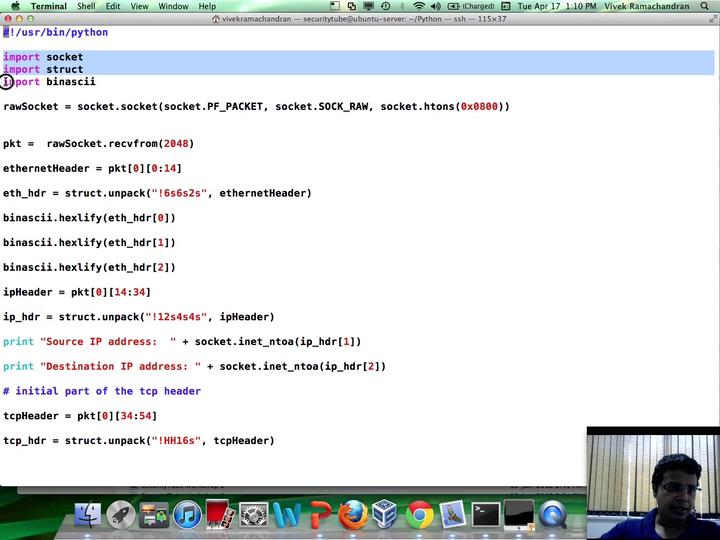 Terminal Shell Edit View Window Help (Charged) Tue Apr 17 1:10 PM Vivek Ramachandran
vivekramachandran — securitytube@ubuntu-server: ~/Python — ssh — 115×37
#!/usr/bin/python
import socket
import struct
import binascii
rawSocket = socket.socket(socket.PF_PACKET, socket.SOCK_RAW, socket.htons(0x0800))
pkt =  rawSocket.recvfrom(2048)
ethernetHeader = pkt[0][0:14]
eth_hdr = struct.unpack("!6s6s2s", ethernetHeader)
binascii.hexlify(eth_hdr[0])
binascii.hexlify(eth_hdr[1])
binascii.hexlify(eth_hdr[2])
ipHeader = pkt[0][14:34]
ip_hdr = struct.unpack("!12s4s4s", ipHeader)
print "Source IP address:  " + socket.inet_ntoa(ip_hdr[1])
print "Destination IP address: " + socket.inet_ntoa(ip_hdr[2])
# initial part of the tcp header
tcpHeader = pkt[0][34:54]
tcp_hdr = struct.unpack("!HH16s", tcpHeader)